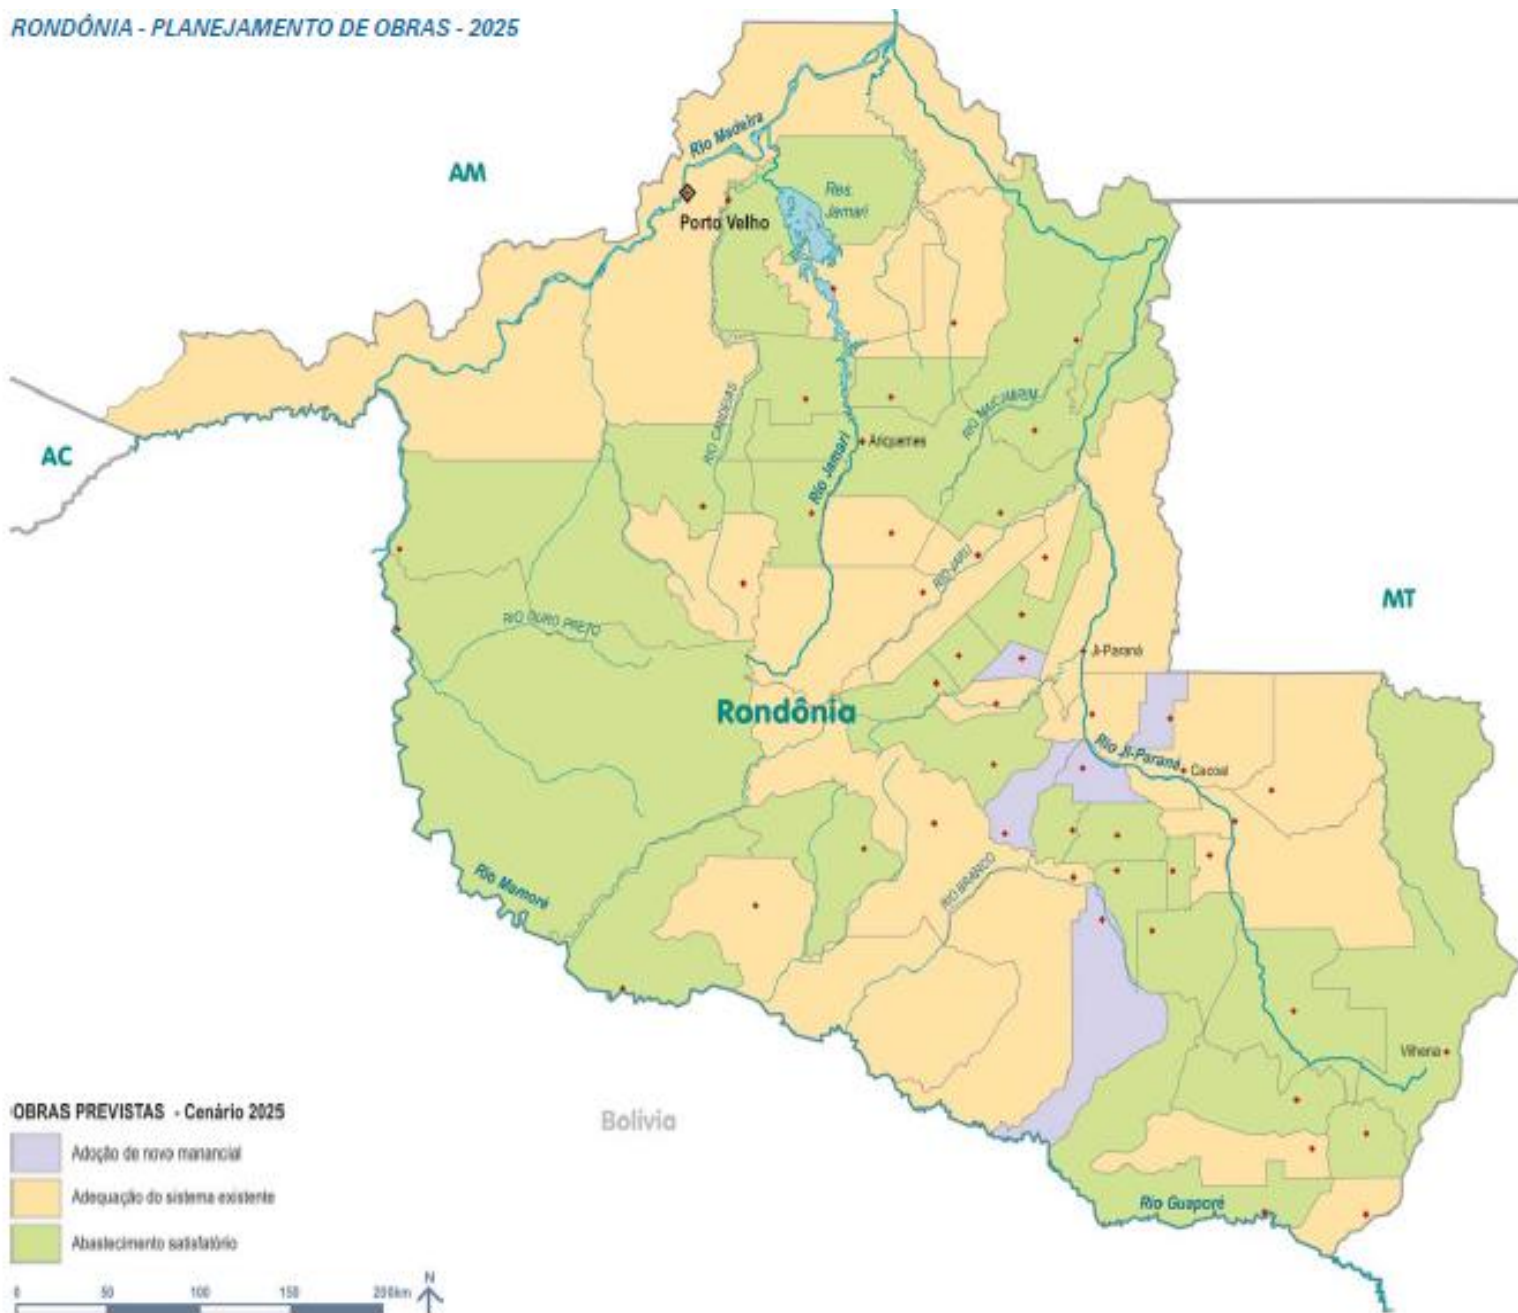 RONDÔNIA - PLANEJAMENTO DE OBRAS - 2025
Rio Madeira
AM
Res.
Jamari
Porto Velho
RIO CANDEIAS
RIO MACJARIM
Ariquemes
Rio Jamari
AC
RIO JARU
MT
RIO OURO PRETO
Ji-Paraná
Rondônia
Rio Ji-Paraná
Cacoal
RIO BRANCO
Rio Mamoré
Vilhena
OBRAS PREVISTAS - Cenário 2025
Bolívia
Adoção de novo manancial
Adequação do sistema existente
Rio Guaporé
Abastecimento satisfatório
0 50 100 150 200km
N